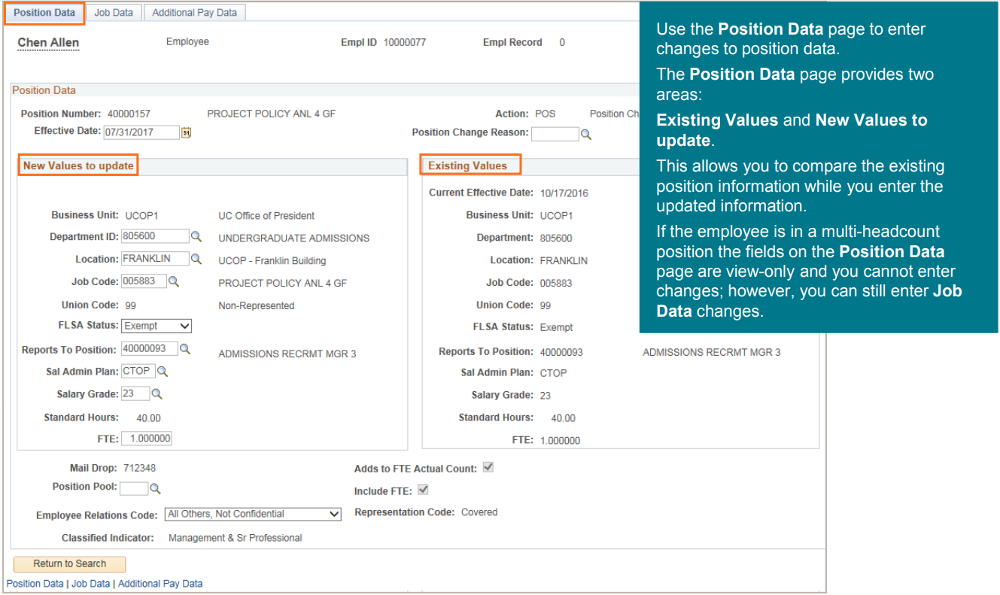 Position Data Job Data Additional Pay Data
Chen Allen Employee Empl ID 10000077 Empl Record 0
Position Data
Position Number: 40000157 PROJECT POLICY ANL 4 GF Action: POS Position Ch
Effective Date: 07/31/2017 31 Position Change Reason:
New Values to update
Business Unit: UCOP1 UC Office of President
Department ID: 805600 UNDERGRADUATE ADMISSIONS
Location: FRANKLIN UCOP - Franklin Building
Job Code: 005883 PROJECT POLICY ANL 4 GF
Union Code: 99 Non-Represented
FLSA Status: Exempt
Reports To Position: 40000093 ADMISSIONS RECRMT MGR 3
Sal Admin Plan: CTOP
Salary Grade: 23
Standard Hours: 40.00
FTE: 1.000000
Existing Values
Current Effective Date: 10/17/2016
Business Unit: UCOP1
Department: 805600
Location: FRANKLIN
Job Code: 005883
Union Code: 99
FLSA Status: Exempt
Reports To Position: 40000093 ADMISSIONS RECRMT MGR 3
Sal Admin Plan: CTOP
Salary Grade: 23
Standard Hours: 40.00
FTE: 1.000000
Mail Drop: 712348 Adds to FTE Actual Count:
Position Pool: Include FTE:
Employee Relations Code: All Others, Not Confidential Representation Code: Covered
Classified Indicator: Management & Sr Professional
Return to Search
Position Data | Job Data | Additional Pay Data
Use the Position Data page to enter
changes to position data.
The Position Data page provides two
areas:
Existing Values and New Values to
update.
This allows you to compare the existing
position information while you enter the
updated information.
If the employee is in a multi-headcount
position the fields on the Position Data
page are view-only and you cannot enter
changes; however, you can still enter Job
Data changes.